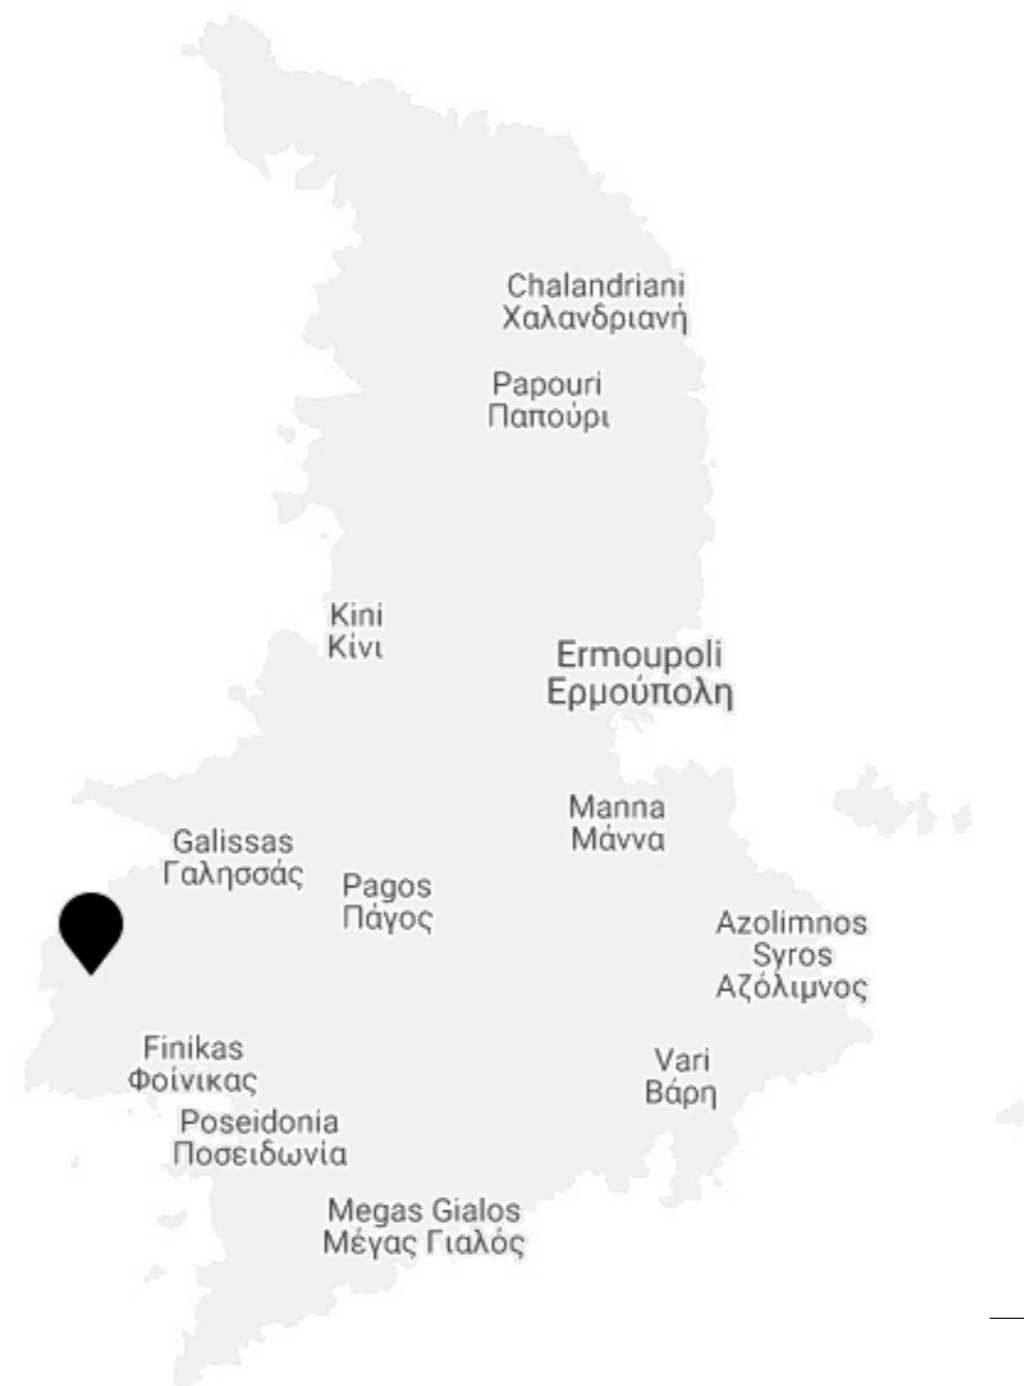 Chalandriani
Χαλανδριανή
Papouri
Παπούρι
Kini
Κίνι
Ermoupoli
Ερμούπολη
Manna
Μάννα
Galissas
Γαλησσάς
Pagos
Πάγος
Azolimnos
Syros
Αζόλιμνος
Finikas
Φοίνικας
Vari
Βάρη
Poseidonia
Ποσειδωνία
Megas Gialos
Μέγας Γιαλός